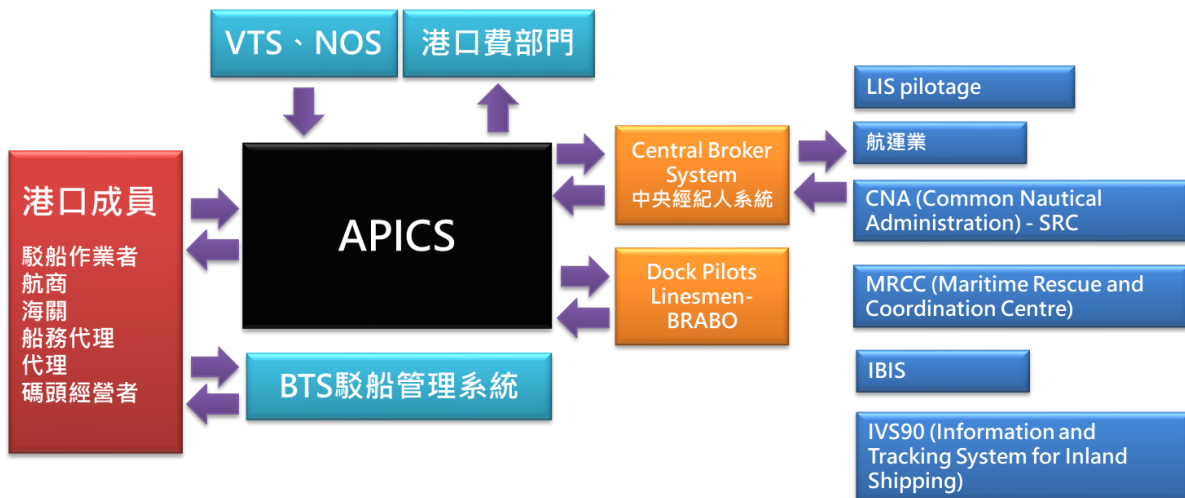 VTS、NOS
港口費部門
港口成員
駁船作業者
航商
海關
船務代理
代理
碼頭經營者
APICS
BTS駁船管理系統
Central Broker
System
中央經紀人系統
Dock Pilots
Linesmen-
BRABO
LIS pilotage
航運業
CNA (Common Nautical
Administration) - SRC
MRCC (Maritime Rescue and
Coordination Centre)
IBIS
IVS90 (Information and
Tracking System for Inland
Shipping)